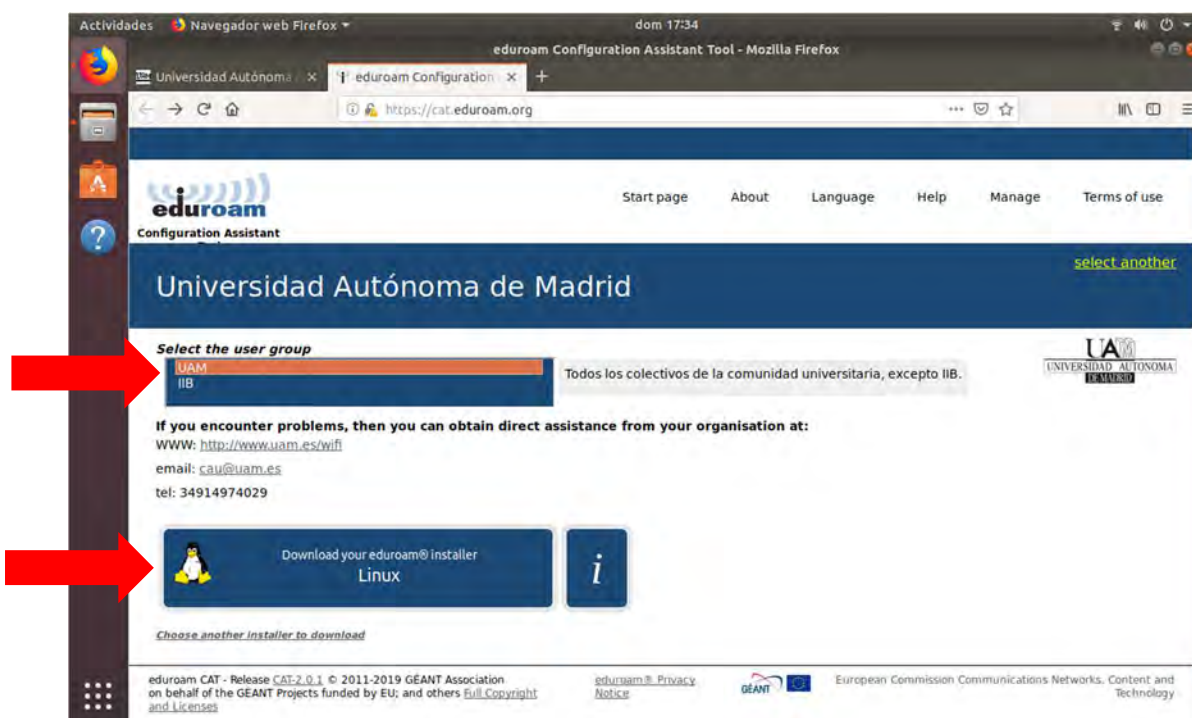 Actividades Navegador web Firefox dom 17:34
eduroam Configuration Assistant Tool - Mozilla Firefox
Universidad Autónoma eduroam Configuration
https://cat.eduroam.org
eduroam
Configuration Assistant
Start page About Language Help Manage Terms of use
select another
Universidad Autónoma de Madrid
Select the user group
UAM
IIB
Todos los colectivos de la comunidad universitaria, excepto IIB.
UAM
UNIVERSIDAD AUTONOMA
DE MADRID
If you encounter problems, then you can obtain direct assistance from your organisation at:
WWW: http://www.uam.es/wifi
email: cau@uam.es
tel: 34914974029
Download your eduroam® installer
Linux
i
Choose another installer to download
eduroam CAT - Release CAT-2.0.1 © 2011-2019 GÉANT Association
on behalf of the GÉANT Projects funded by EU; and others Full Copyright
and Licenses
eduroam® Privacy
Notice
GÉANT
European Commission Communications Networks, Content and
Technology